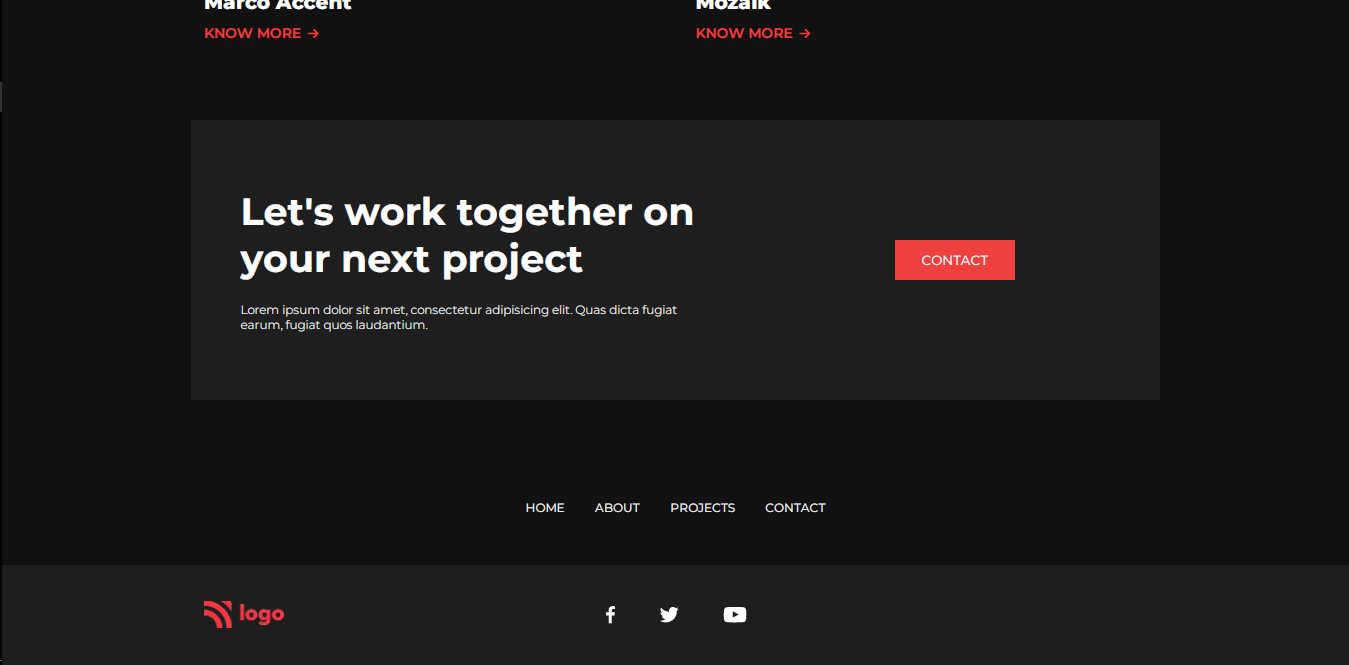 Marco Accent
Mozaik
KNOW MORE →
KNOW MORE →
Let's work together on
your next project
Lorem ipsum dolor sit amet, consectetur adipisicing elit. Quas dicta fugiat
earum, fugiat quos laudantium.
CONTACT
HOME ABOUT PROJECTS CONTACT
logo